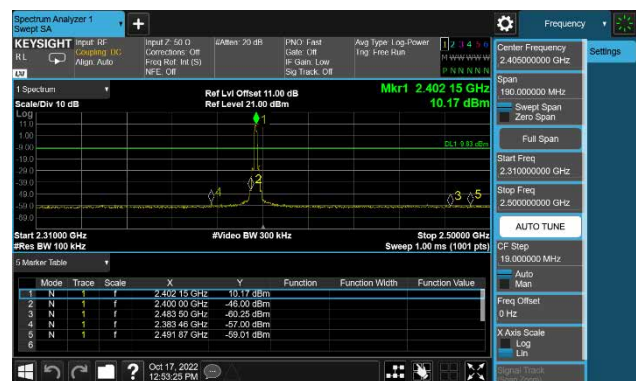 Spectrum Analyzer 1
Swept SA
Frequency
KEYSIGHT
RL
Input: RF
Coupling: DC
Align: Auto
Input Z: 50 Ω
Corrections: Off
Freq Ref: Int (S)
NFE: Off
#Atten: 20 dB
PNO: Fast
Gate: Off
IF Gain: Low
Sig Track: Off
Avg Type: Log-Power
Trig: Free Run
1 2 3 4 5 6
M W W W W W
P N N N N N
Center Frequency
2.405000000 GHz
Settings
Span
190.000000 MHz
Swept Span
Zero Span
Full Span
Start Freq
2.310000000 GHz
Stop Freq
2.500000000 GHz
AUTO TUNE
CF Step
19.000000 MHz
Auto
Man
Freq Offset
0 Hz
X Axis Scale
Log
Lin
Signal Track
LXI
1 Spectrum
Scale/Div 10 dB
Ref Lvl Offset 11.00 dB
Ref Level 21.00 dBm
Mkr1 2.402 15 GHz
10.17 dBm
Log
11.0
1.00
-9.00
-19.0
-29.0
-39.0
-49.0
-59.0
-69.0
1
2
3
4
5
Start 2.31000 GHz
#Res BW 100 kHz
#Video BW 300 kHz
Stop 2.50000 GHz
Sweep 1.00 ms (1001 pts)
5 Marker Table
Mode Trace Scale X Y Function Function Width Function Value
1 N 1 f 2.402 15 GHz 10.17 dBm
2 N 1 f 2.400 00 GHz -46.00 dBm
3 N 1 f 2.483 50 GHz -60.25 dBm
4 N 1 f 2.383 46 GHz -57.00 dBm
5 N 1 f 2.491 87 GHz -59.01 dBm
6
?
Oct 17, 2022
12:53:25 PM